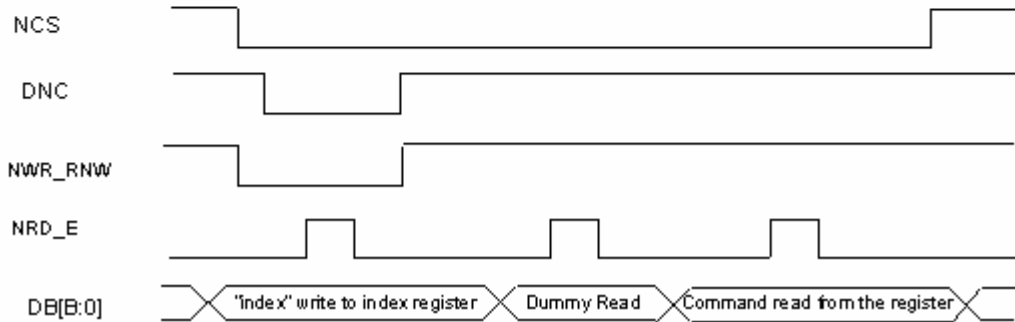 NCS
DNC
NWR_RNW
NRD_E
DB[B:0]
"index" write to index register
Dummy Read
Command read from the register